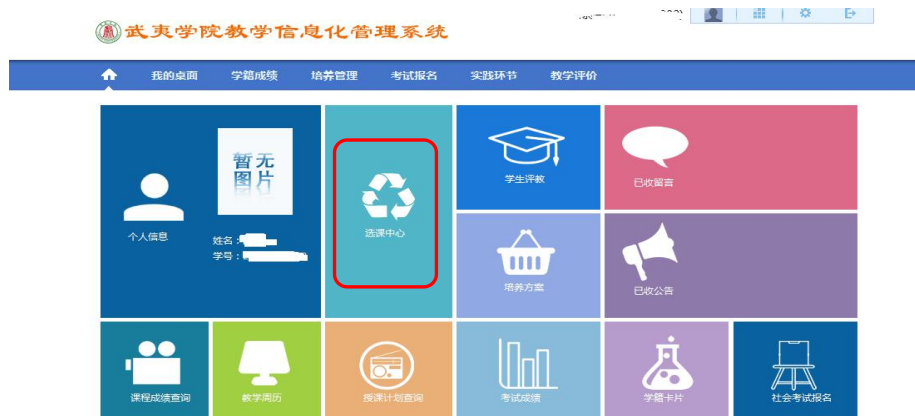 武夷学院教学信息化管理系统
我的桌面 学籍成绩 培养管理 考试报名 实践环节 教学评价
暂无
图片
个人信息
姓名：
学号：
选课中心
学生评教
已收留言
培养方案
已收公告
课程成绩查询
教学周历
授课计划查询
考试成绩
学籍卡片
社会考试报名